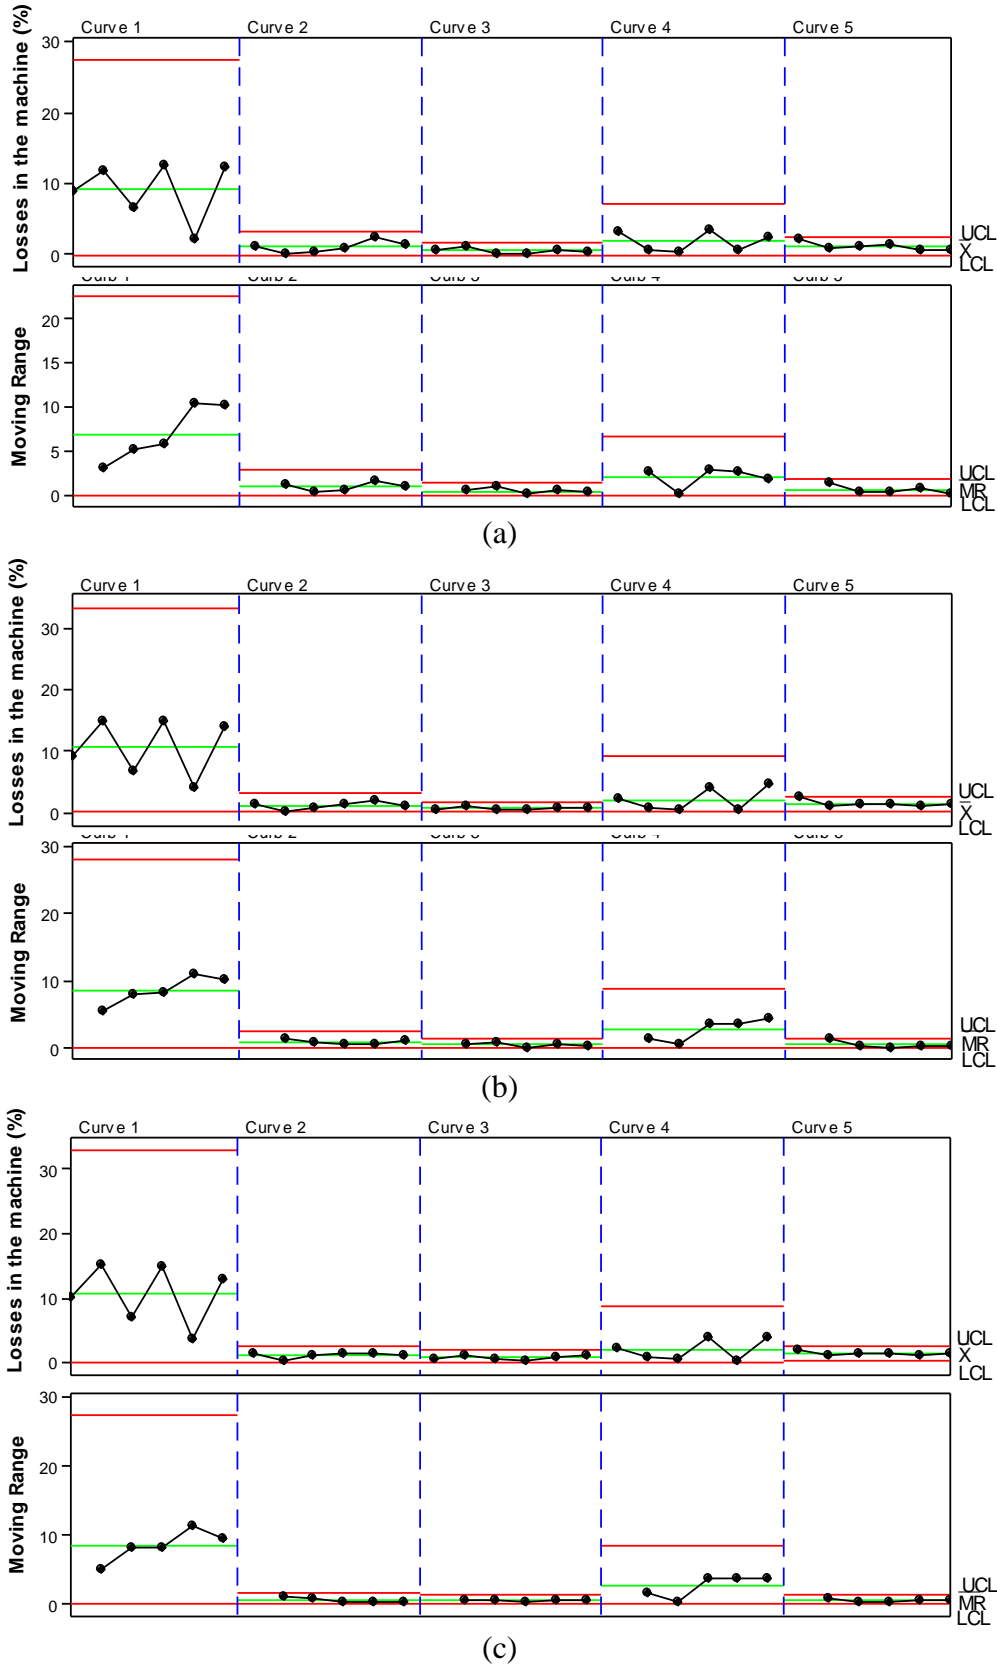 Curve 1 Curve 2 Curve 3 Curve 4 Curve 5
Losses in the machine (%)
30
20
10
0
UCL
X
LCL
Moving Range
20
15
10
5
0
UCL
MR
LCL
(a)
Curve 1 Curve 2 Curve 3 Curve 4 Curve 5
Losses in the machine (%)
30
20
10
0
UCL
X
LCL
Moving Range
30
20
10
0
UCL
MR
LCL
(b)
Curve 1 Curve 2 Curve 3 Curve 4 Curve 5
Losses in the machine (%)
30
20
10
0
UCL
X
LCL
Moving Range
30
20
10
0
UCL
MR
LCL
(c)